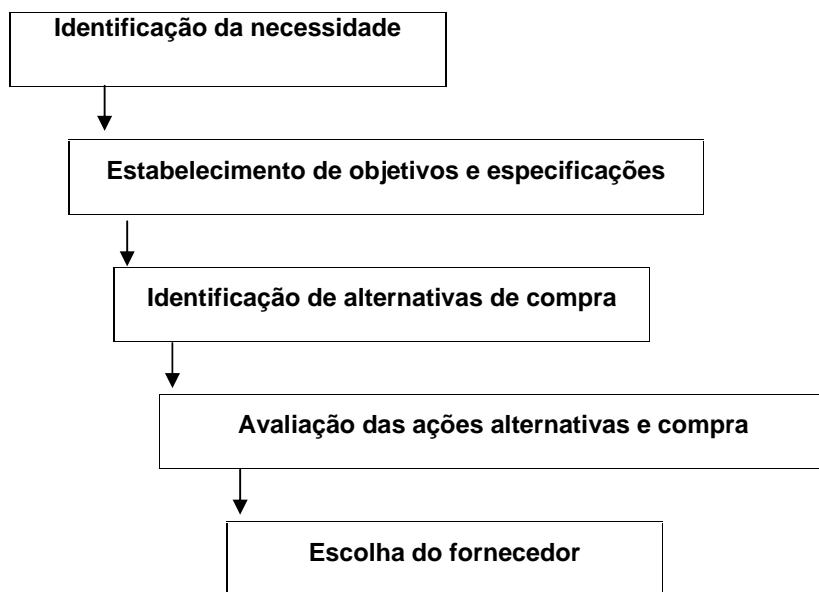 Identificação da necessidade
Estabelecimento de objetivos e especificações
Identificação de alternativas de compra
Avaliação das ações alternativas e compra
Escolha do fornecedor